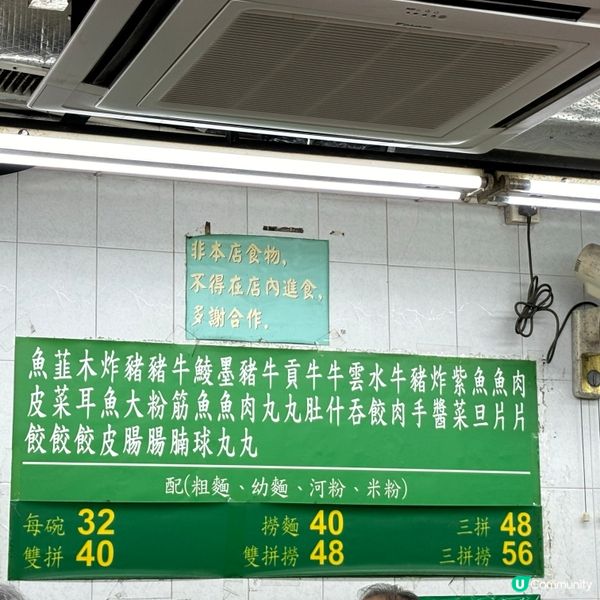 非本店食物,
不得在店內進食,
多謝合作.
魚皮餃
韮菜餃
木耳餃
炸魚皮
豬大腸
豬粉腸
牛筋腩
鯪魚球
墨魚丸
豬肉丸
牛丸
貢丸
牛肚
牛什
雲吞
水餃
牛肉
豬手
炸醬
紫菜
魚旦
魚片
肉片
配(粗麵、幼麵、河粉、米粉)
每碗 32 撈麵 40 三拼 48
雙拼 40 雙拼撈 48 三拼撈 56
U Community